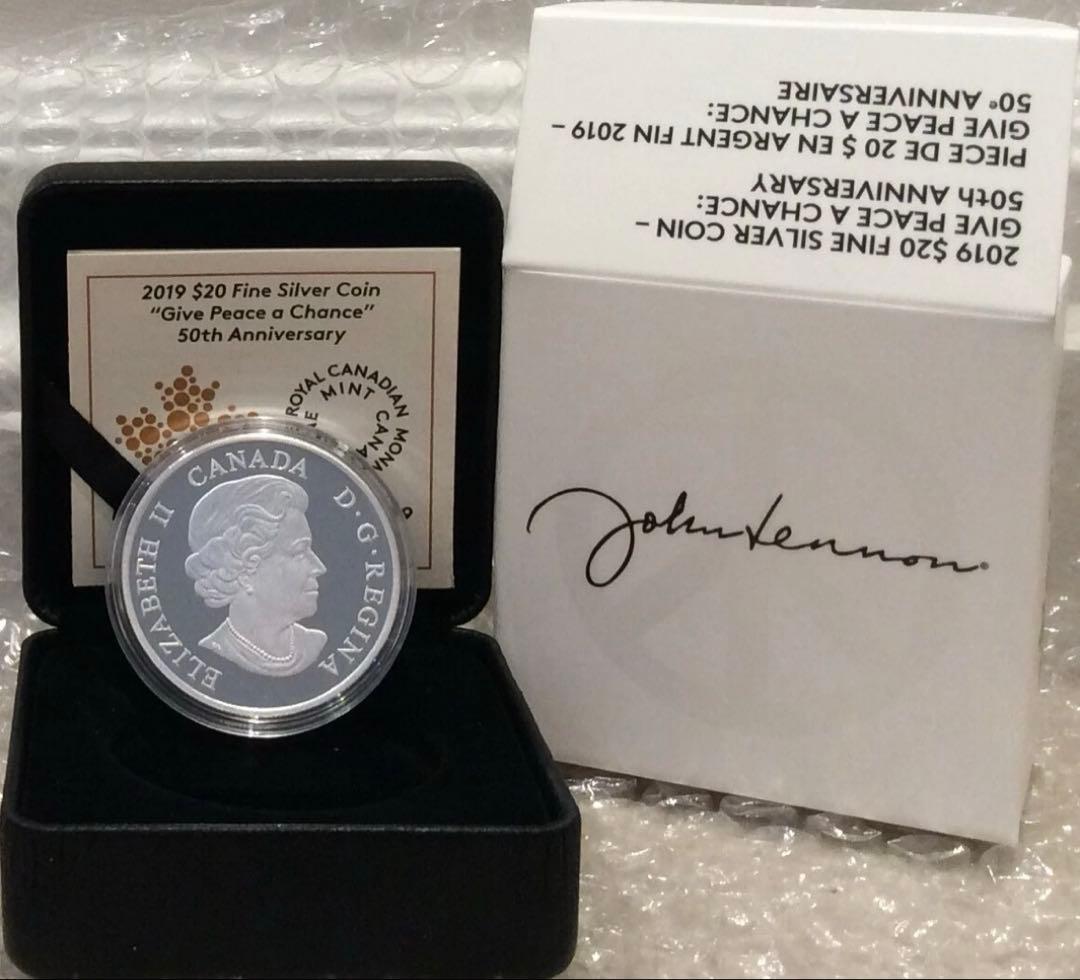 2019 $20 Fine Silver Coin
“Give Peace a Chance”
50th Anniversary
ROYAL CANADIAN
MINT
CANADA D·G·REGINA
ELIZABETH II
2019 $20 FINE SILVER COIN –
GIVE PEACE A CHANCE:
50th ANNIVERSARY
PIECE DE 20 $ EN ARGENT FIN 2019 –
GIVE PEACE A CHANCE:
50e ANNIVERSAIRE
John Lennon